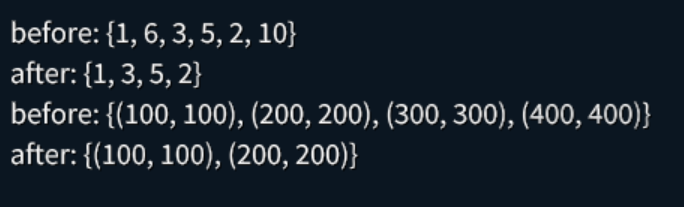 before: {1, 6, 3, 5, 2, 10}
after: {1, 3, 5, 2}
before: {(100, 100), (200, 200), (300, 300), (400, 400)}
after: {(100, 100), (200, 200)}